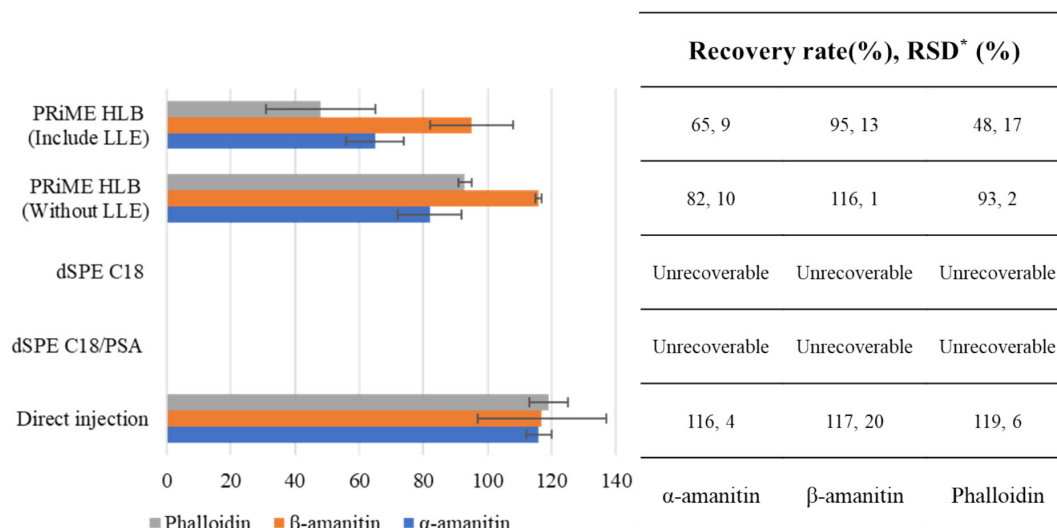 Recovery rate(%), RSD* (%)
PRiME HLB
(Include LLE)
65, 9
95, 13
48, 17
PRiME HLB
(Without LLE)
82, 10
116, 1
93, 2
dSPE C18
Unrecoverable
Unrecoverable
Unrecoverable
dSPE C18/PSA
Unrecoverable
Unrecoverable
Unrecoverable
Direct injection
116, 4
117, 20
119, 6
0 20 40 60 80 100 120 140
α-amanitin
β-amanitin
Phalloidin
Phalloidin β-amanitin α-amanitin